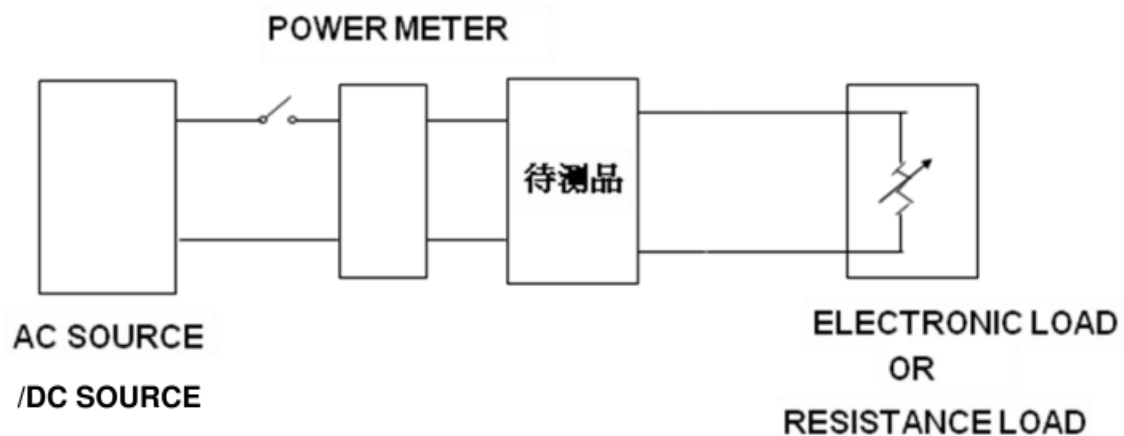 POWER METER
待测品
AC SOURCE
/DC SOURCE
ELECTRONIC LOAD
OR
RESISTANCE LOAD